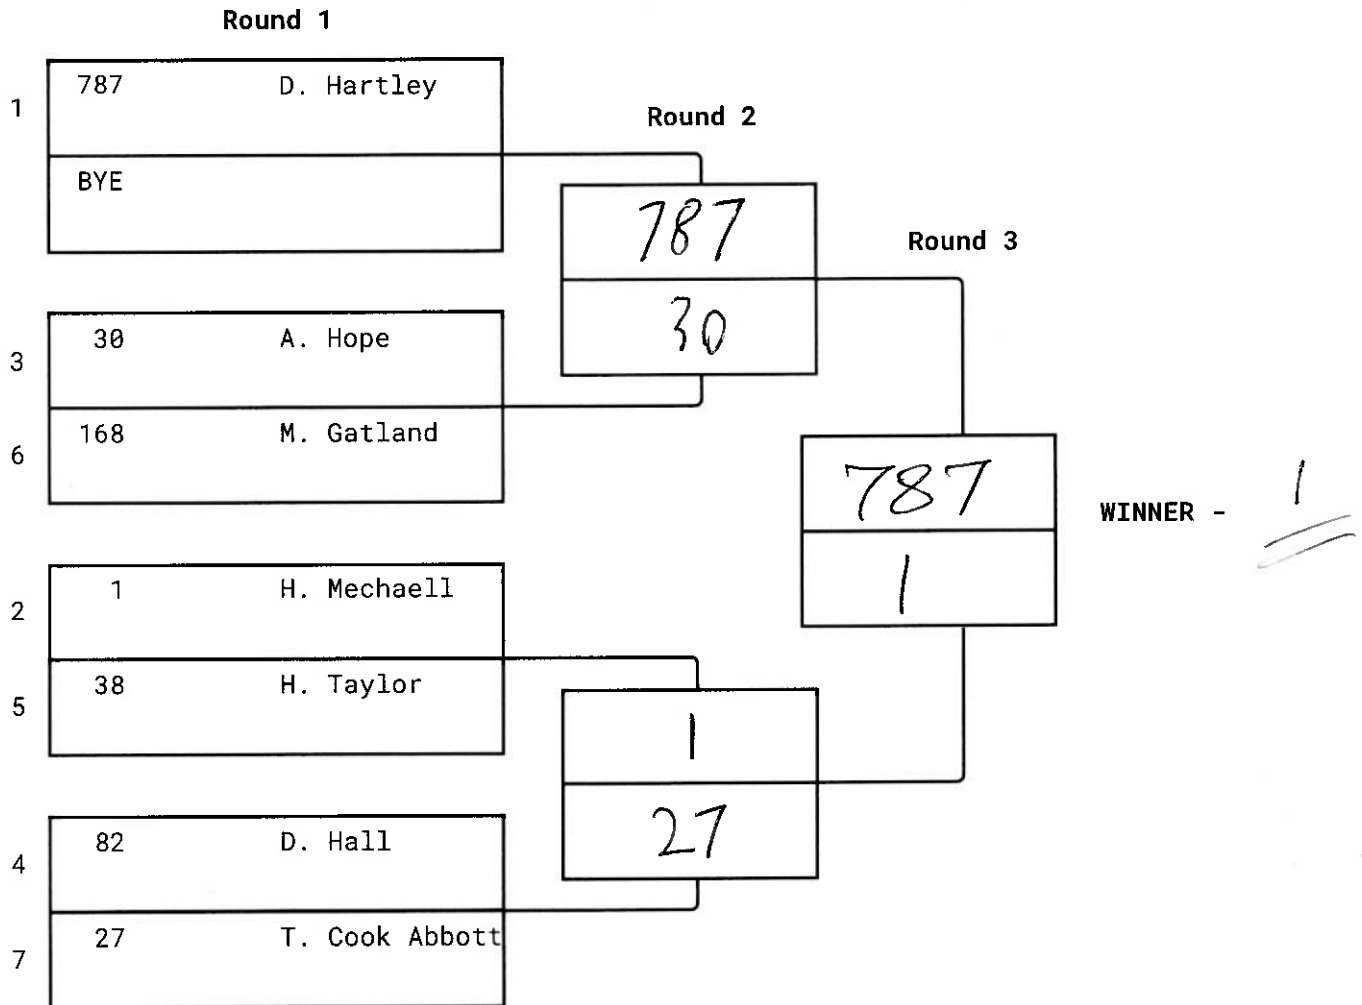 Round 1
1 787 D. Hartley
BYE
3 30 A. Hope
6 168 M. Gatland
2 1 H. Mechaell
5 38 H. Taylor
4 82 D. Hall
7 27 T. Cook Abbott
Round 2
787
30
1
27
Round 3
787
1
WINNER - 1